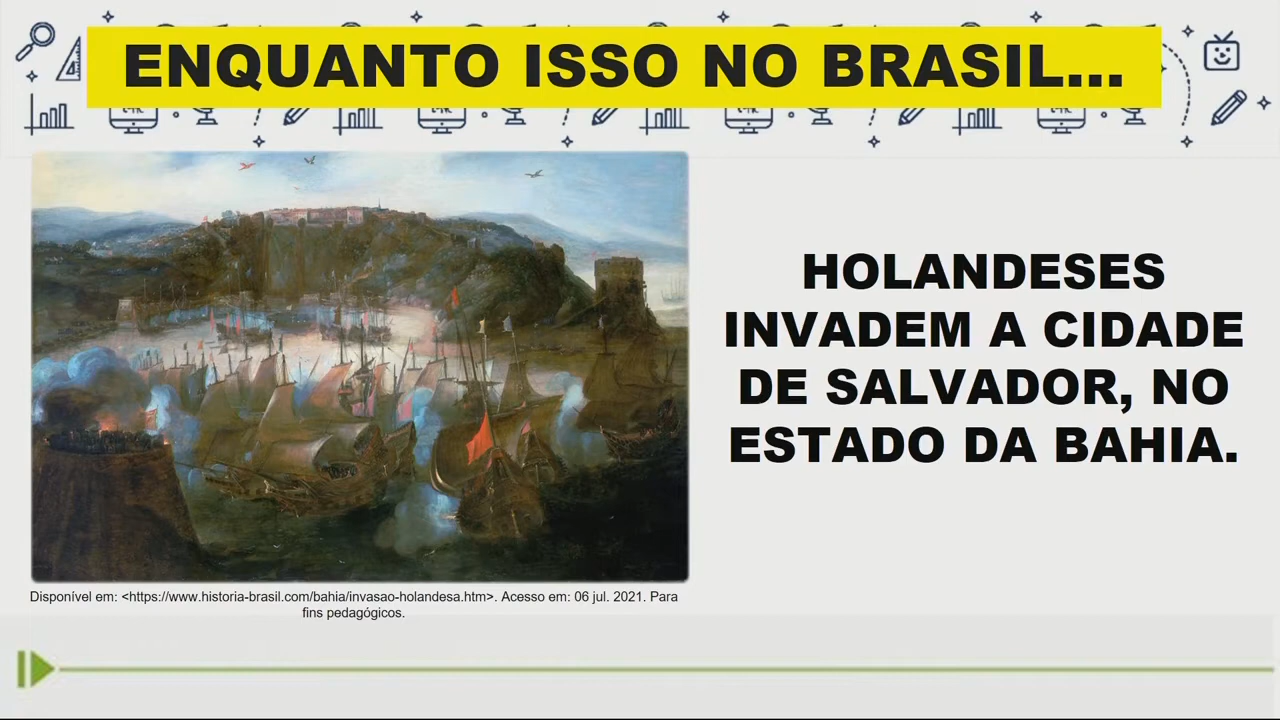 ENQUANTO ISSO NO BRASIL...
HOLANDESES
INVADEM A CIDADE
DE SALVADOR, NO
ESTADO DA BAHIA.
Disponível em: <https://www.historia-brasil.com/bahia/invasao-holandesa.htm>. Acesso em: 06 jul. 2021. Para
fins pedagógicos.